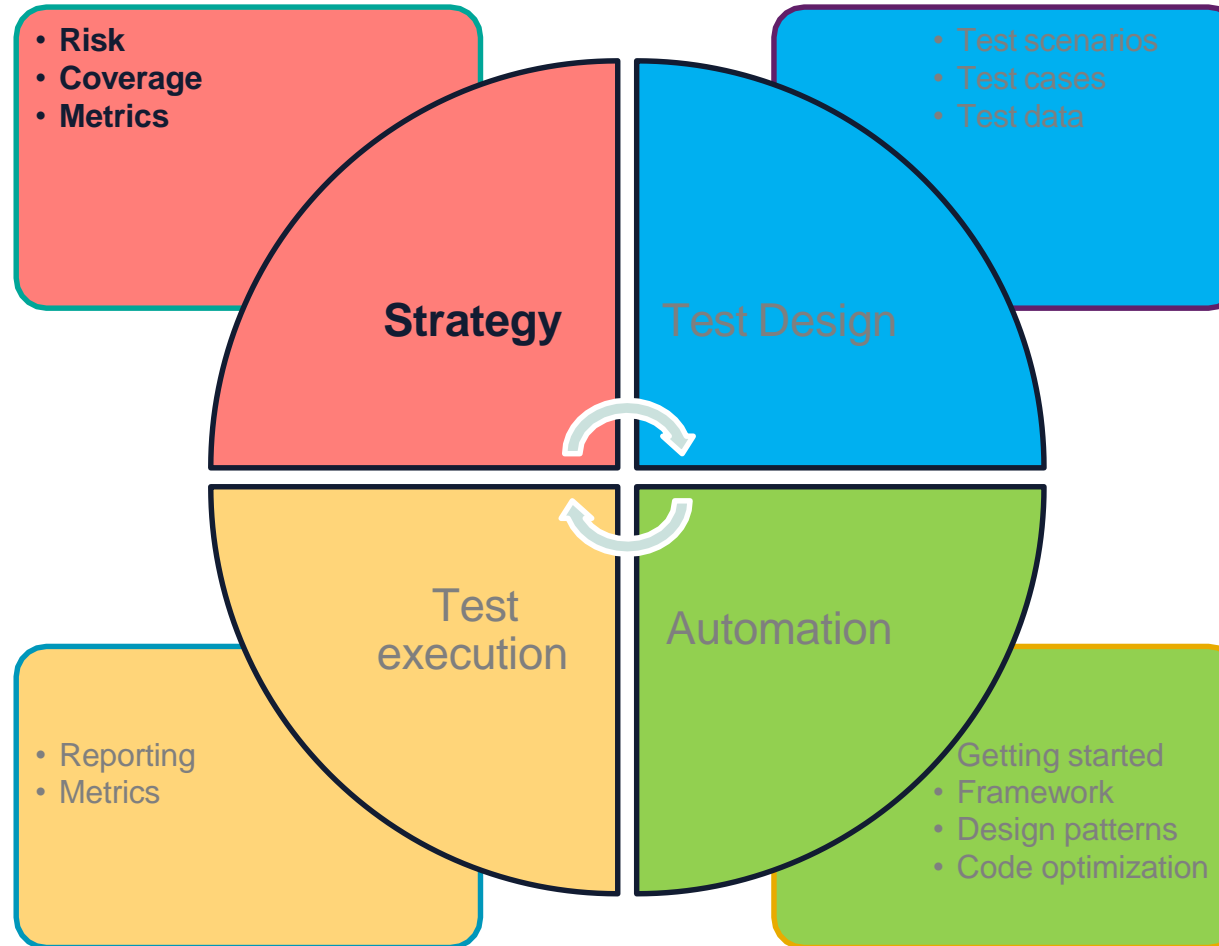 • Risk
• Coverage
• Metrics
• Test scenarios
• Test cases
• Test data
Strategy
Test Design
Test
execution
Automation
• Reporting
• Metrics
Getting started
• Framework
• Design patterns
• Code optimization